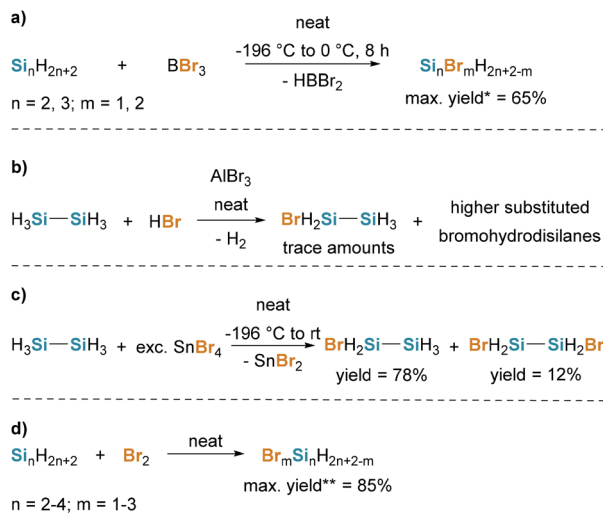 a)
neat
-196 °C to 0 °C, 8 h
SiₙH₂ₙ₊₂ + BBr₃ SiₙBrₘH₂ₙ₊₂₋ₘ
- HBBr₂
n = 2, 3; m = 1, 2 max. yield* = 65%
b)
AlBr₃
neat
H₃Si—SiH₃ + HBr BrH₂Si—SiH₃ + higher substituted
- H₂ trace amounts bromohydrodisilanes
c)
neat
-196 °C to rt
H₃Si—SiH₃ + exc. SnBr₄ BrH₂Si—SiH₃ + BrH₂Si—SiH₂Br
- SnBr₂
yield = 78% yield = 12%
d)
neat
SiₙH₂ₙ₊₂ + Br₂ BrₘSiₙH₂ₙ₊₂₋ₘ
n = 2-4; m = 1-3 max. yield** = 85%